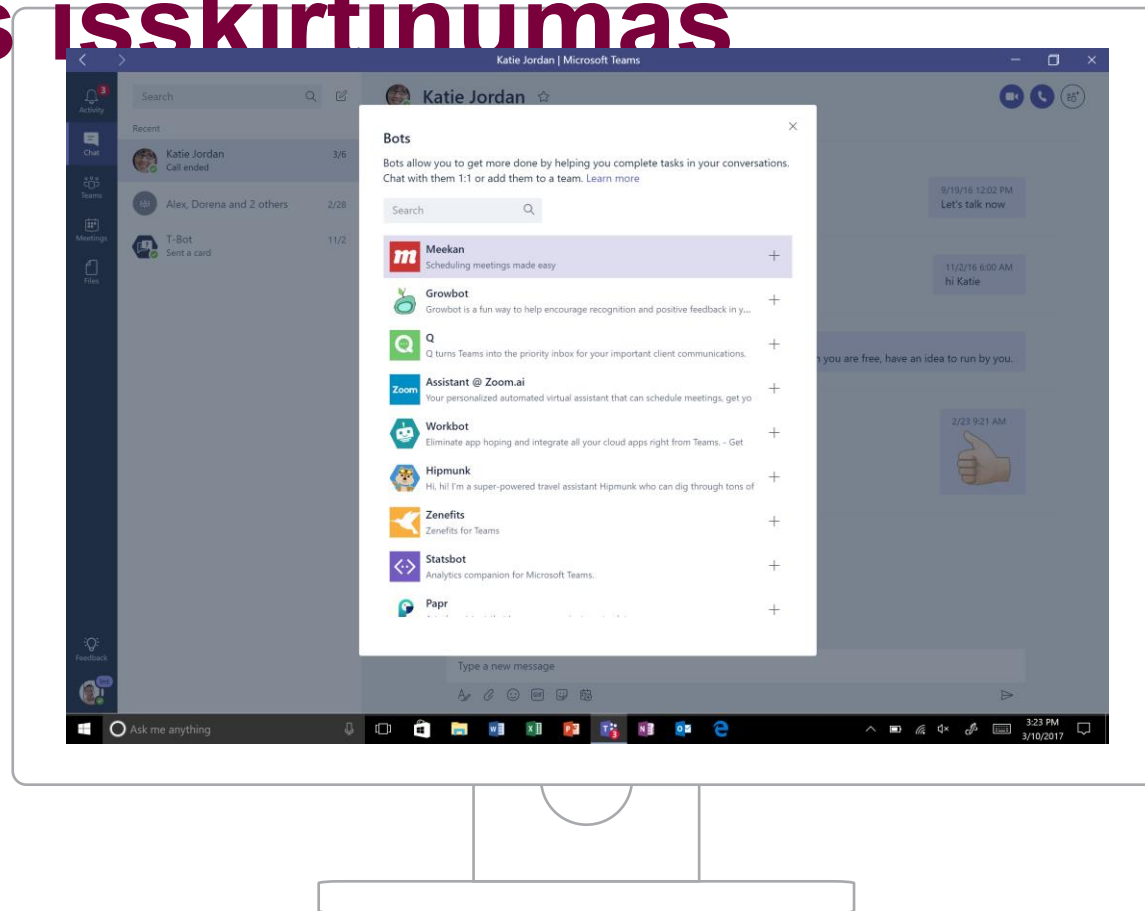 s išskirtinumas
Katie Jordan | Microsoft Teams
3
Activity
Chat
Teams
Meetings
Files
Feedback
Search
Recent
Katie Jordan 3/6
Call ended
Alex, Dorena and 2 others 2/28
T-Bot 11/2
Sent a card
Katie Jordan
9/19/16 12:02 PM
Let's talk now
11/2/16 6:00 AM
hi Katie
you are free, have an idea to run by you.
2/23 9:21 AM
Bots
Bots allow you to get more done by helping you complete tasks in your conversations.
Chat with them 1:1 or add them to a team. Learn more
Search
m
Meekan
Scheduling meetings made easy
Growbot
Growbot is a fun way to help encourage recognition and positive feedback in y...
Q
Q turns Teams into the priority inbox for your important client communications.
Zoom
Assistant @ Zoom.ai
Your personalized automated virtual assistant that can schedule meetings, get yo
Workbot
Eliminate app hoping and integrate all your cloud apps right from Teams. - Get
Hipmunk
Hi, hi! I'm a super-powered travel assistant Hipmunk who can dig through tons of
Zenefits
Zenefits for Teams
Statsbot
Analytics companion for Microsoft Teams.
Papr
Type a new message
GIF
Ask me anything
3:23 PM
3/10/2017